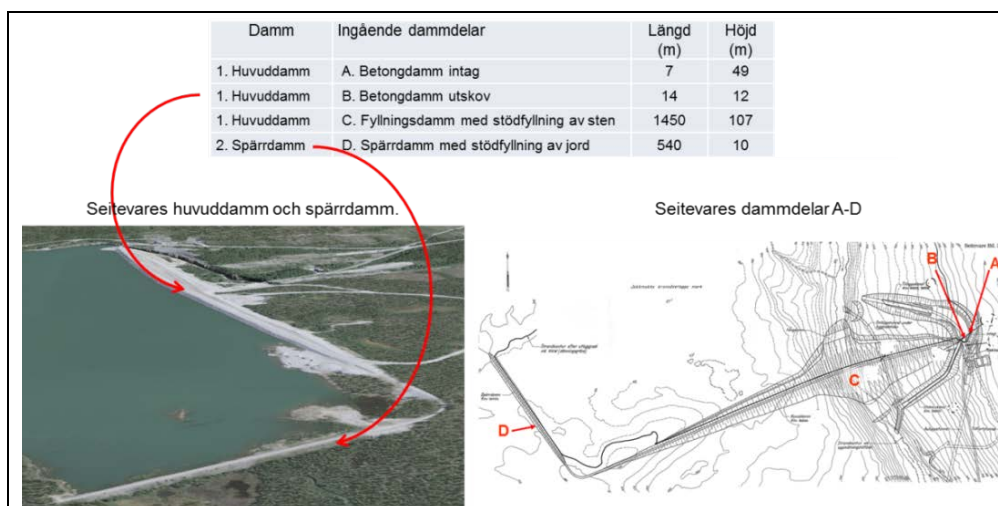 Damm Ingående dammdelar Längd (m) Höjd (m)
1. Huvuddamm A. Betongdamm intag 7 49
1. Huvuddamm B. Betongdamm utskov 14 12
1. Huvuddamm C. Fyllningsdamm med stödfyllning av sten 1450 107
2. Spärrdamm D. Spärrdamm med stödfyllning av jord 540 10
Seitevares huvuddamm och spärrdamm.
Seitevares dammdelar A-D
B
A
C
D